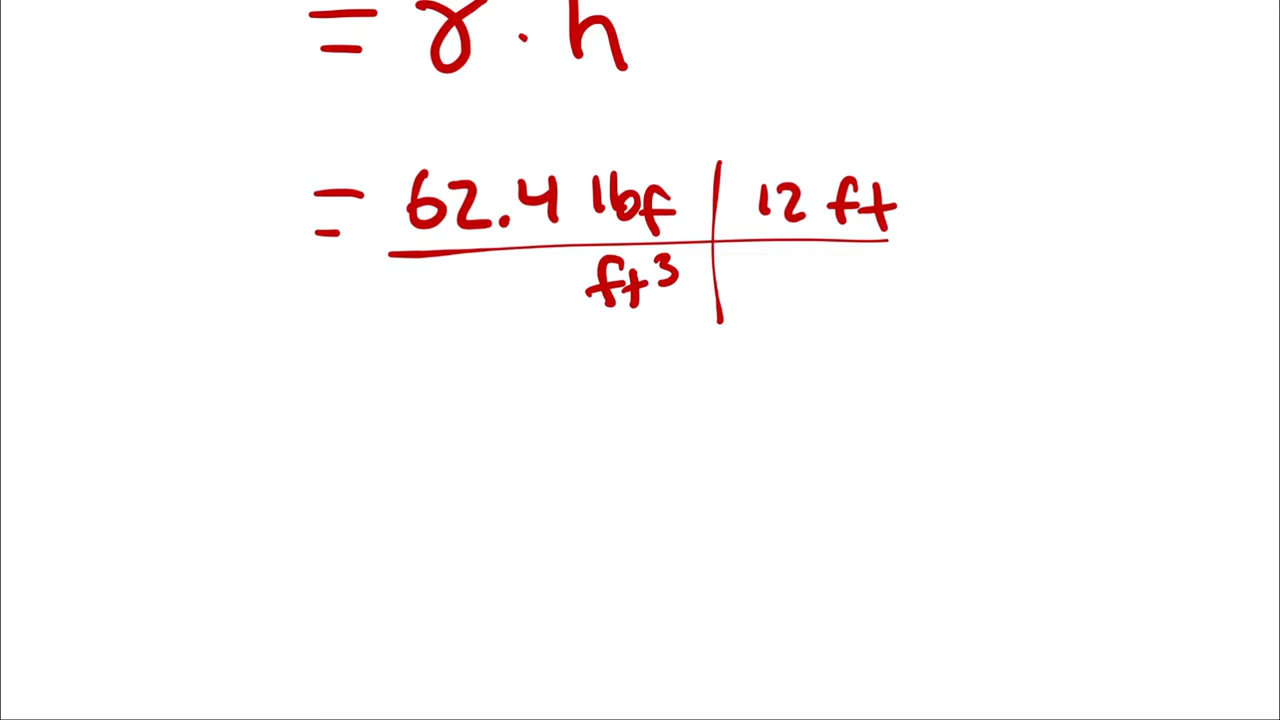 = γ · h
= 62.4 lbf | 12 ft
ft³